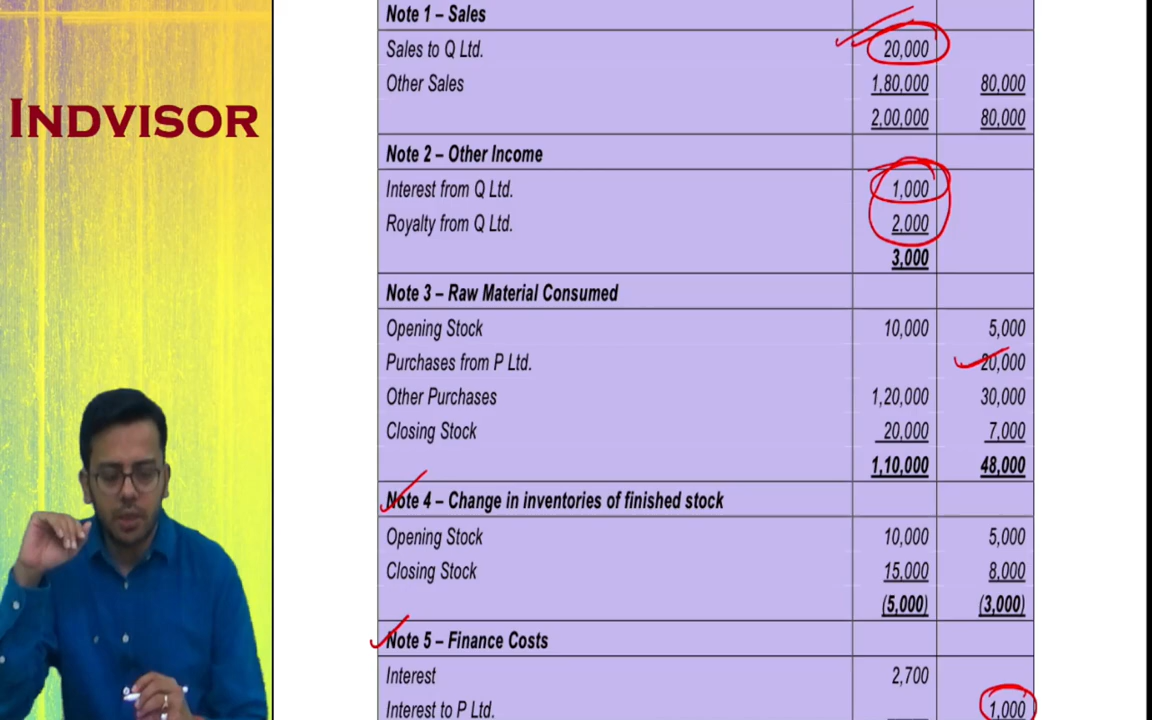 INDVISOR
Note 1 – Sales
Sales to Q Ltd. 20,000
Other Sales 1,80,000 80,000
2,00,000 80,000
Note 2 – Other Income
Interest from Q Ltd. 1,000
Royalty from Q Ltd. 2,000
3,000
Note 3 – Raw Material Consumed
Opening Stock 10,000 5,000
Purchases from P Ltd. 20,000
Other Purchases 1,20,000 30,000
Closing Stock 20,000 7,000
1,10,000 48,000
Note 4 – Change in inventories of finished stock
Opening Stock 10,000 5,000
Closing Stock 15,000 8,000
(5,000) (3,000)
Note 5 – Finance Costs
Interest 2,700
Interest to P Ltd. 1,000